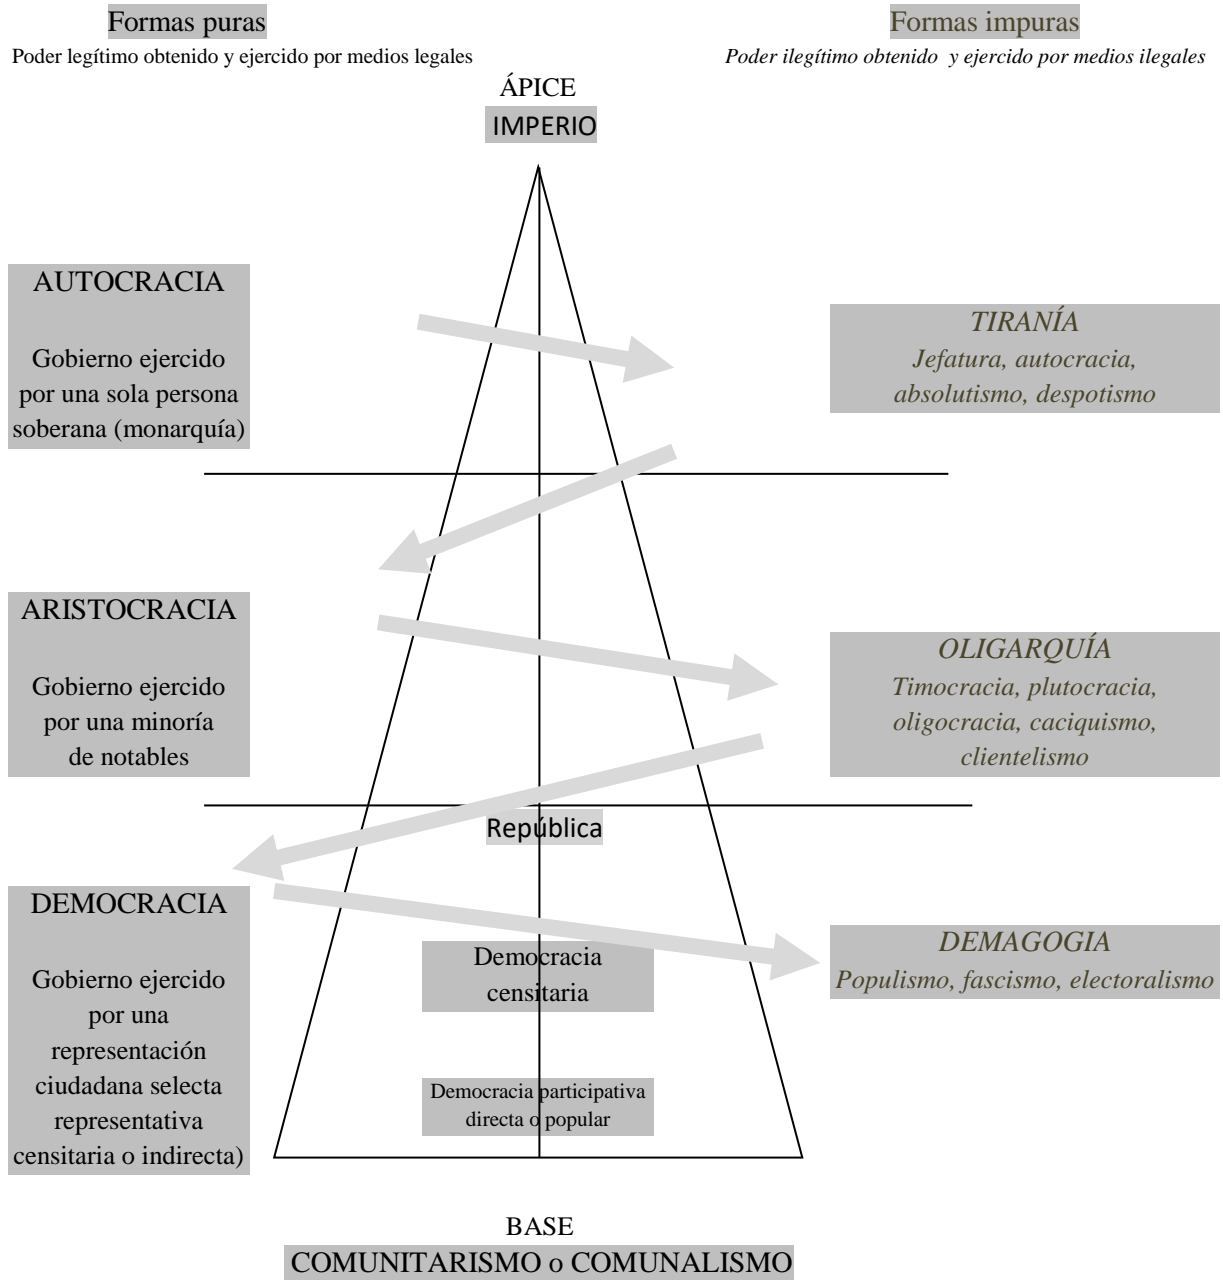 Formas puras
Poder legítimo obtenido y ejercido por medios legales
Formas impuras
Poder ilegítimo obtenido y ejercido por medios ilegales
ÁPICE
IMPERIO
AUTOCRACIA
Gobierno ejercido
por una sola persona
soberana (monarquía)
TIRANÍA
Jefatura, autocracia,
absolutismo, despotismo
ARISTOCRACIA
Gobierno ejercido
por una minoría
de notables
OLIGARQUÍA
Timocracia, plutocracia,
oligocracia, caciquismo,
clientelismo
República
DEMOCRACIA
Gobierno ejercido
por una
representación
ciudadana selecta
representativa
censitaria o indirecta)
Democracia
censitaria
Democracia participativa
directa o popular
DEMAGOGIA
Populismo, fascismo, electoralismo
BASE
COMUNITARISMO o COMUNALISMO